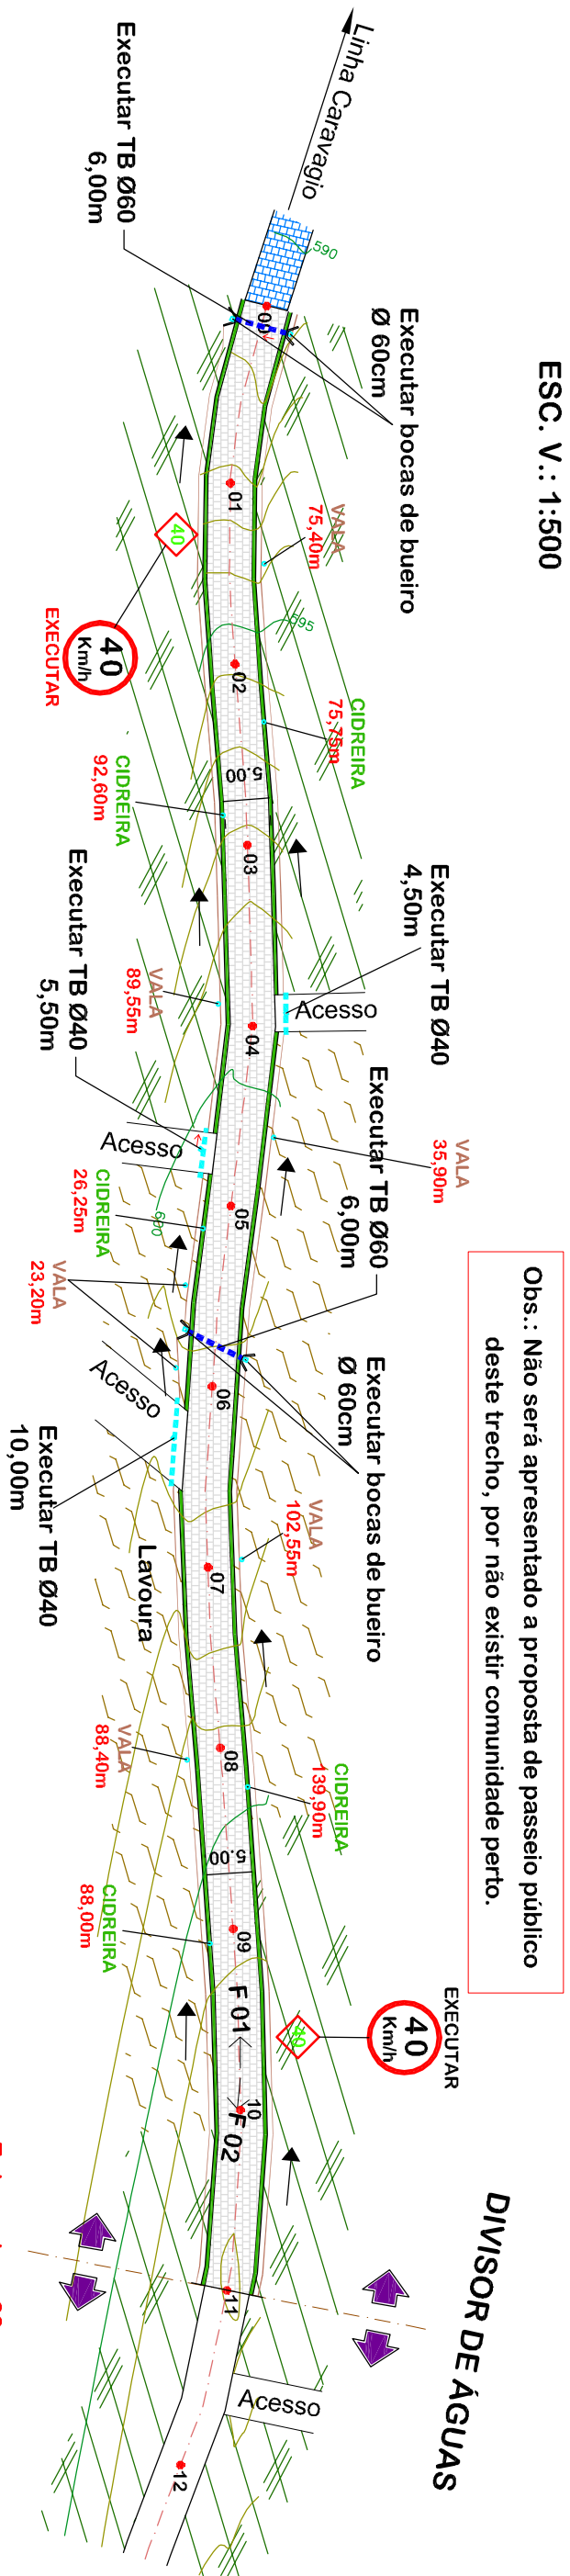 ESC. V.: 1:500
Linha Caravagio
590
Executar TB Ø60
6,00m
00
Executar bocas de bueiro
Ø 60cm
01
VALA
75,40m
40
40
Km/h
EXECUTAR
595
02
CIDREIRA
75,75m
5.00
CIDREIRA
92,60m
03
Executar TB Ø40
4,50m
Acesso
VALA
89,55m
04
Executar TB Ø40
5,50m
Acesso
VALA
35,90m
CIDREIRA
26,25m
600
05
Executar TB Ø60
6,00m
VALA
23,20m
Obs.: Não será apresentado a proposta de passeio público
deste trecho, por não existir comunidade perto.
Executar bocas de bueiro
Ø 60cm
06
Acesso
Executar TB Ø40
10,00m
VALA
102,55m
07
Lavoura
VALA
88,40m
08
CIDREIRA
139,90m
5.00
CIDREIRA
88,00m
09
F 01
F 02
10
40
EXECUTAR
40
Km/h
DIVISOR DE ÁGUAS
11
Acesso
12